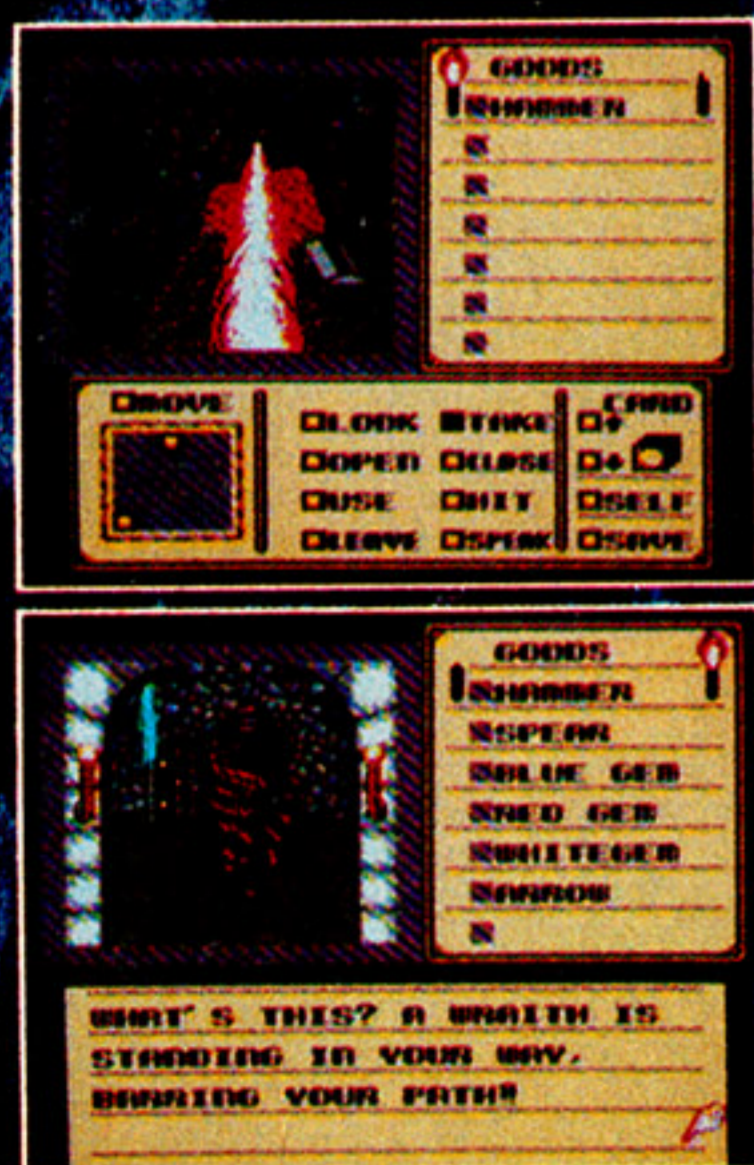 GOODS
HAMMER
MOVE
LOOK TAKE
OPEN CLOSE
USE HIT
LEAVE SPEAK
CARD
SELF
SAVE
GOODS
HAMMER
SPEAR
BLUE GEM
RED GEM
WHITEGEM
ARROW
WHAT'S THIS? A WRAITH IS
STANDING IN YOUR WAY,
BARRING YOUR PATH!!